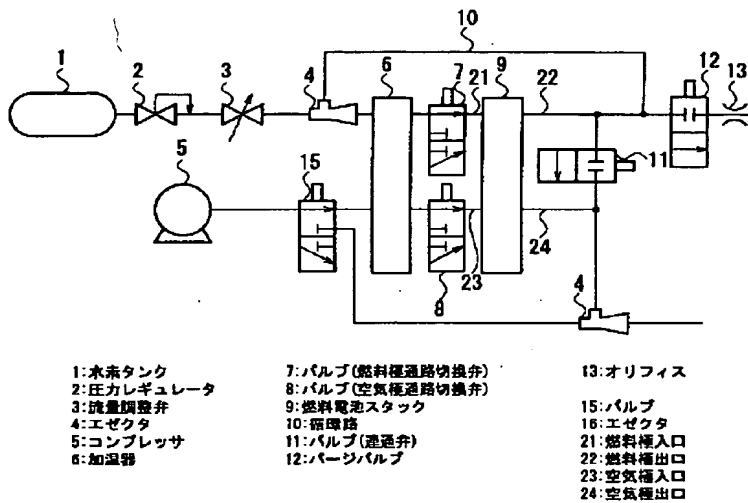 10
1
2
3
4
6
7
21
9
22
12
13
5
15
11
23
24
8
4
1:水素タンク
2:圧力レギュレータ
3:流量調整弁
4:エゼクタ
5:コンプレッサ
6:加湿器
7:バルブ(燃料極通路切換弁)
8:バルブ(空気極通路切換弁)
9:燃料電池スタック
10:循環路
11:バルブ(連通弁)
12:パージバルブ
13:オリフィス
15:バルブ
16:エゼクタ
21:燃料極入口
22:燃料極出口
23:空気極入口
24:空気極出口